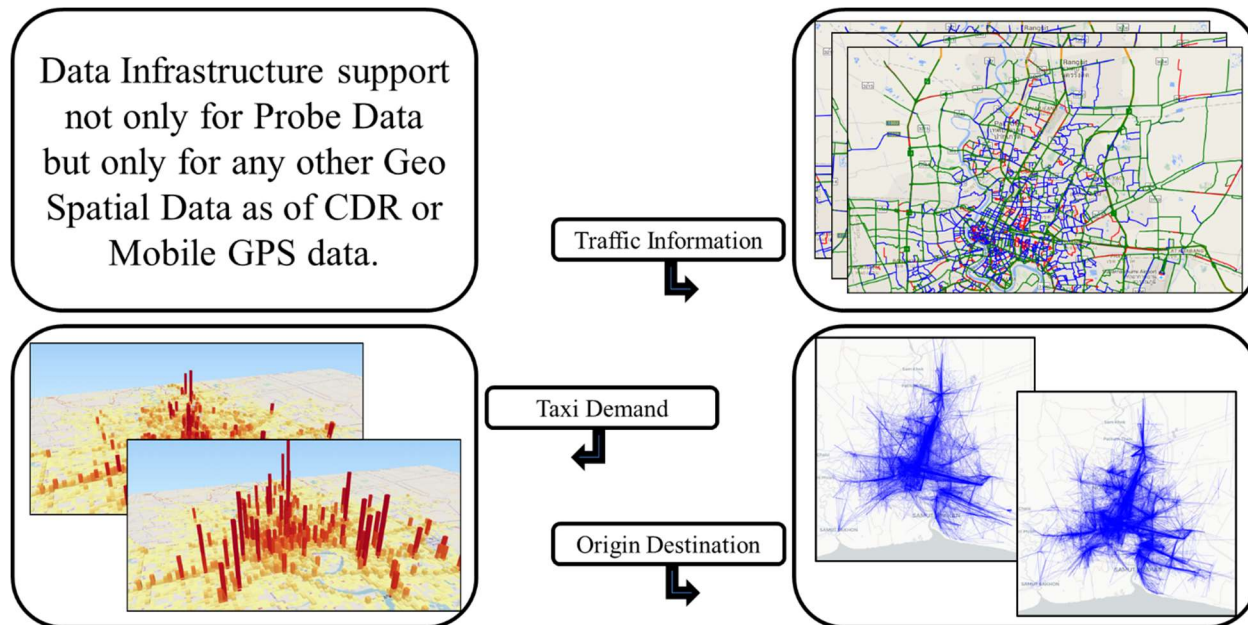 Data Infrastructure support
not only for Probe Data
but only for any other Geo
Spatial Data as of CDR or
Mobile GPS data.
Traffic Information
Rangsit
Taxi Demand
Origin Destination